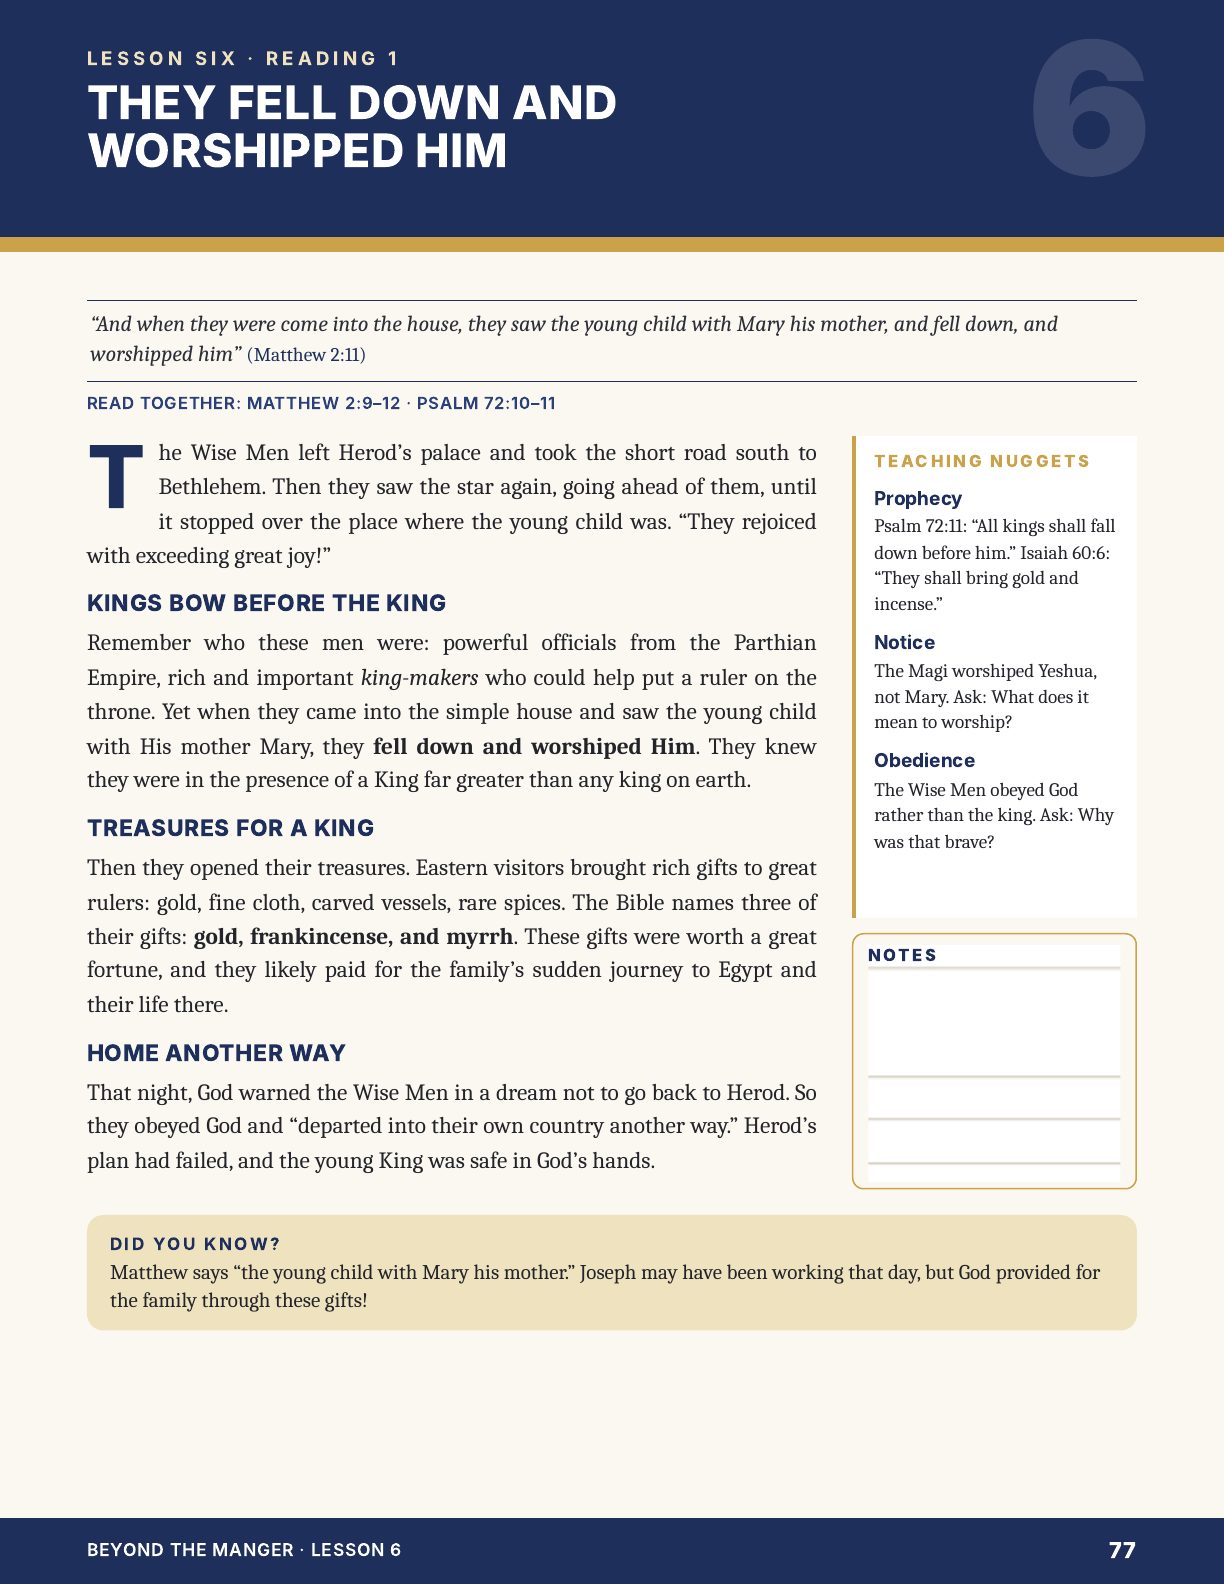 LESSON SIX · READING 1
6
THEY FELL DOWN AND
WORSHIPPED HIM
“And when they were come into the house, they saw the young child with Mary his mother, and fell down, and
worshipped him” (Matthew 2:11)
READ TOGETHER: MATTHEW 2:9–12 · PSALM 72:10–11
The Wise Men left Herod’s palace and took the short road south to
Bethlehem. Then they saw the star again, going ahead of them, until
it stopped over the place where the young child was. “They rejoiced
with exceeding great joy!”
KINGS BOW BEFORE THE KING
Remember who these men were: powerful officials from the Parthian
Empire, rich and important king-makers who could help put a ruler on the
throne. Yet when they came into the simple house and saw the young child
with His mother Mary, they fell down and worshiped Him. They knew
they were in the presence of a King far greater than any king on earth.
TREASURES FOR A KING
Then they opened their treasures. Eastern visitors brought rich gifts to great
rulers: gold, fine cloth, carved vessels, rare spices. The Bible names three of
their gifts: gold, frankincense, and myrrh. These gifts were worth a great
fortune, and they likely paid for the family’s sudden journey to Egypt and
their life there.
HOME ANOTHER WAY
That night, God warned the Wise Men in a dream not to go back to Herod. So
they obeyed God and “departed into their own country another way.” Herod’s
plan had failed, and the young King was safe in God’s hands.
TEACHING NUGGETS
Prophecy
Psalm 72:11: “All kings shall fall
down before him.” Isaiah 60:6:
“They shall bring gold and
incense.”
Notice
The Magi worshiped Yeshua,
not Mary. Ask: What does it
mean to worship?
Obedience
The Wise Men obeyed God
rather than the king. Ask: Why
was that brave?
NOTES
DID YOU KNOW?
Matthew says “the young child with Mary his mother.” Joseph may have been working that day, but God provided for
the family through these gifts!
BEYOND THE MANGER · LESSON 6
77